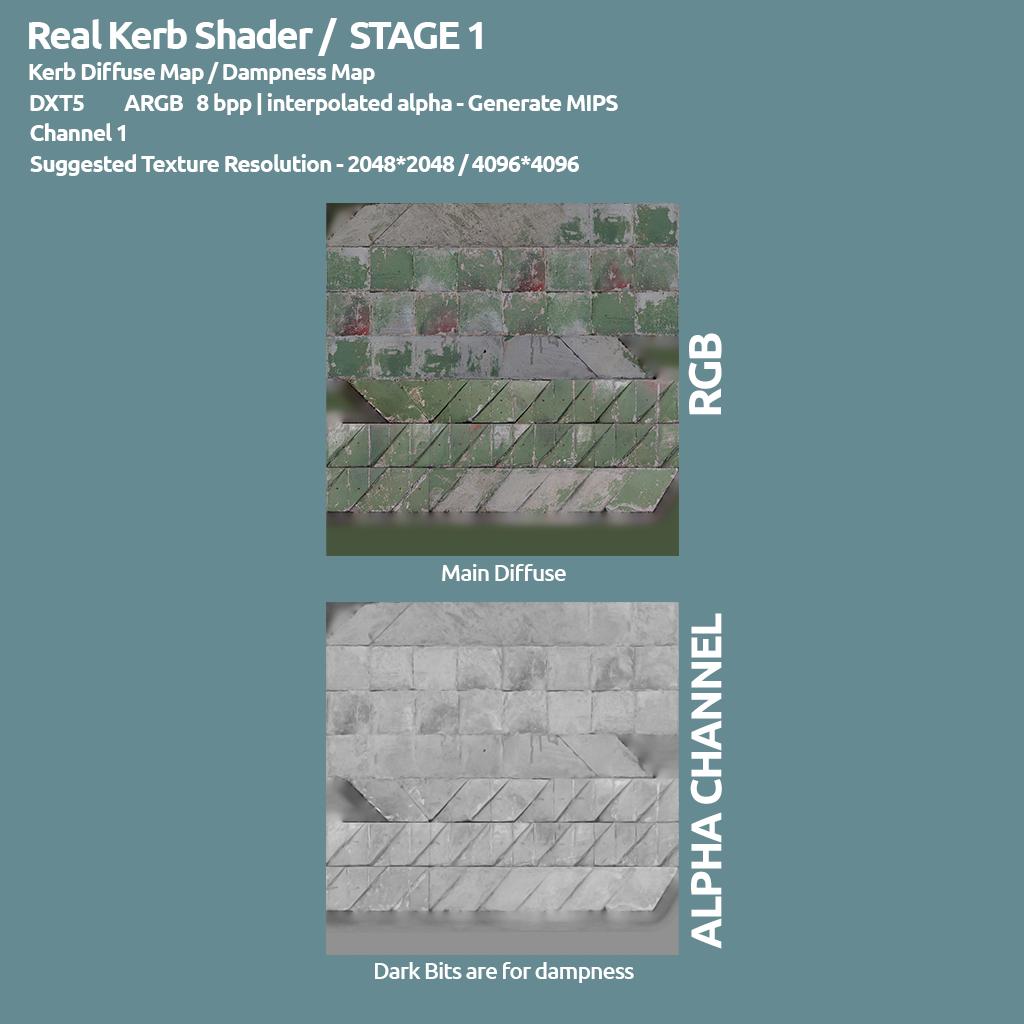 Real Kerb Shader / STAGE 1
Kerb Diffuse Map / Dampness Map
DXT5 ARGB 8 bpp | interpolated alpha - Generate MIPS
Channel 1
Suggested Texture Resolution - 2048*2048 / 4096*4096
RGB
Main Diffuse
ALPHA CHANNEL
Dark Bits are for dampness